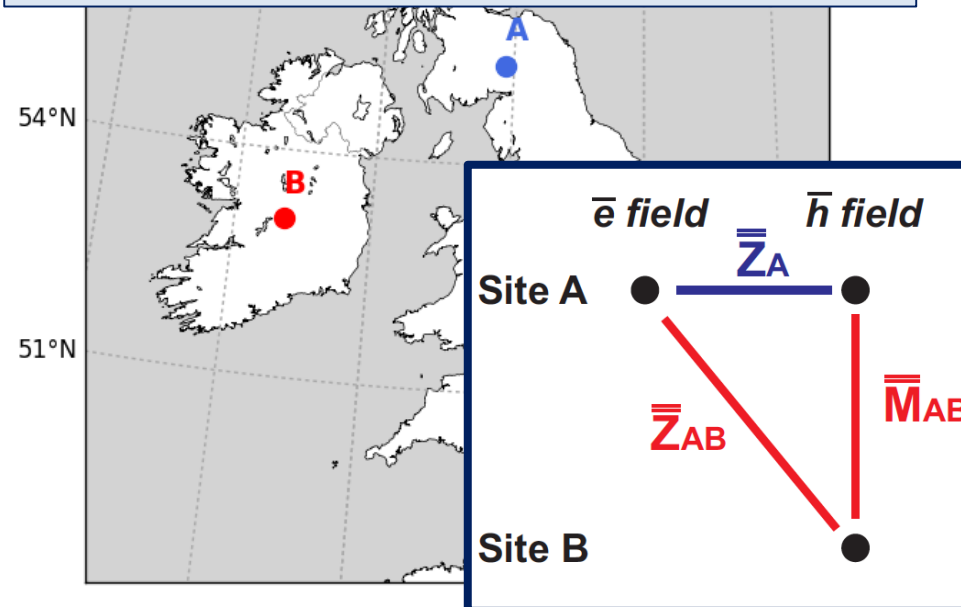 A
54°N
B
e̅ field h̅ field
Z̿A
Site A
M̿AB
Z̿AB
51°N
Site B